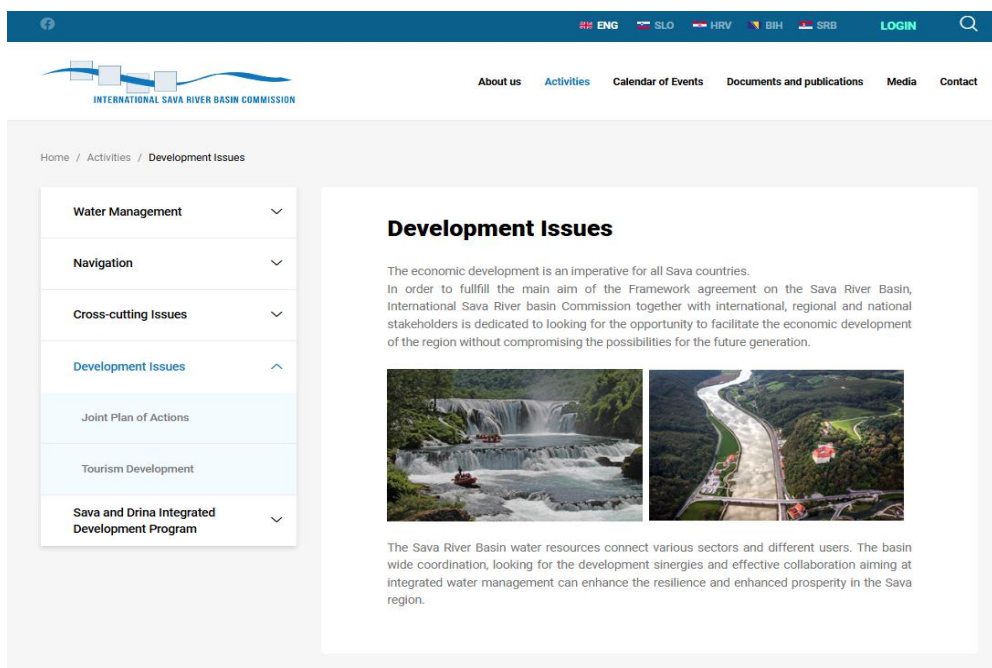 ENG SLO HRV BIH SRB LOGIN
INTERNATIONAL SAVA RIVER BASIN COMMISSION
About us Activities Calendar of Events Documents and publications Media Contact
Home / Activities / Development Issues
Water Management
Navigation
Cross-cutting Issues
Development Issues
Joint Plan of Actions
Tourism Development
Sava and Drina Integrated
Development Program
Development Issues
The economic development is an imperative for all Sava countries.
In order to fullfill the main aim of the Framework agreement on the Sava River Basin,
International Sava River basin Commission together with international, regional and national
stakeholders is dedicated to looking for the opportunity to facilitate the economic development
of the region without compromising the possibilities for the future generation.
The Sava River Basin water resources connect various sectors and different users. The basin
wide coordination, looking for the development sinergies and effective collaboration aiming at
integrated water management can enhance the resilience and enhanced prosperity in the Sava
region.